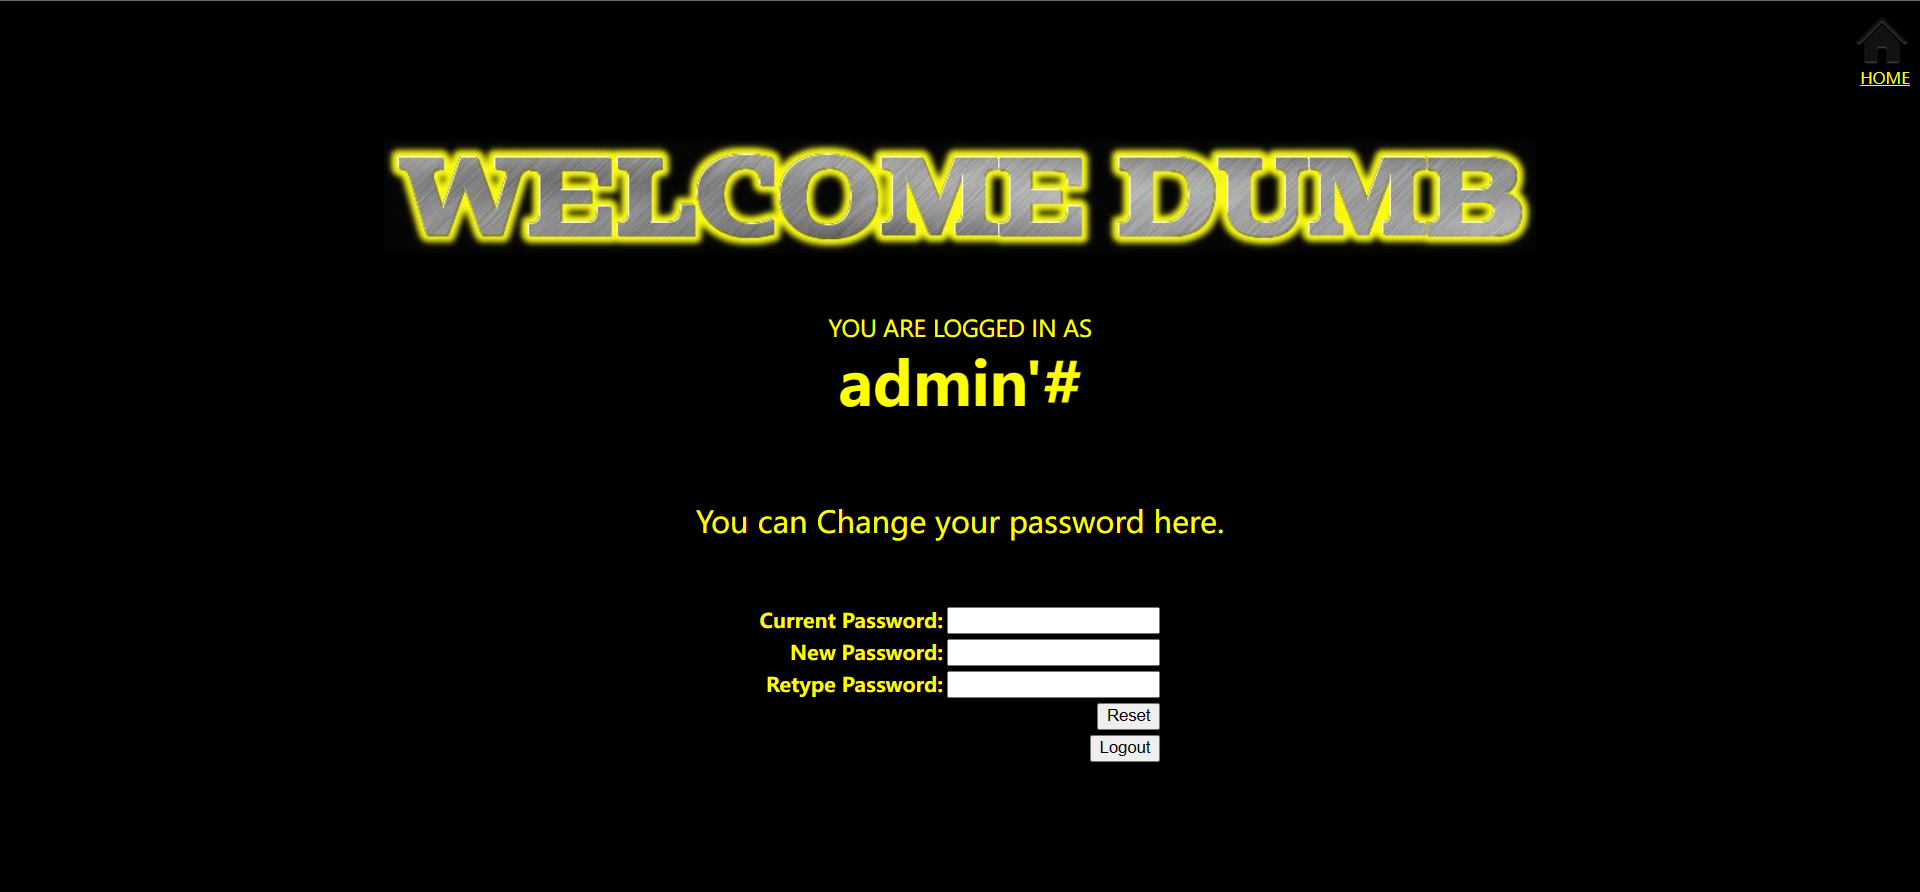 HOME
WELCOME DUMB
YOU ARE LOGGED IN AS
admin'#
You can Change your password here.
Current Password:
New Password:
Retype Password:
Reset
Logout